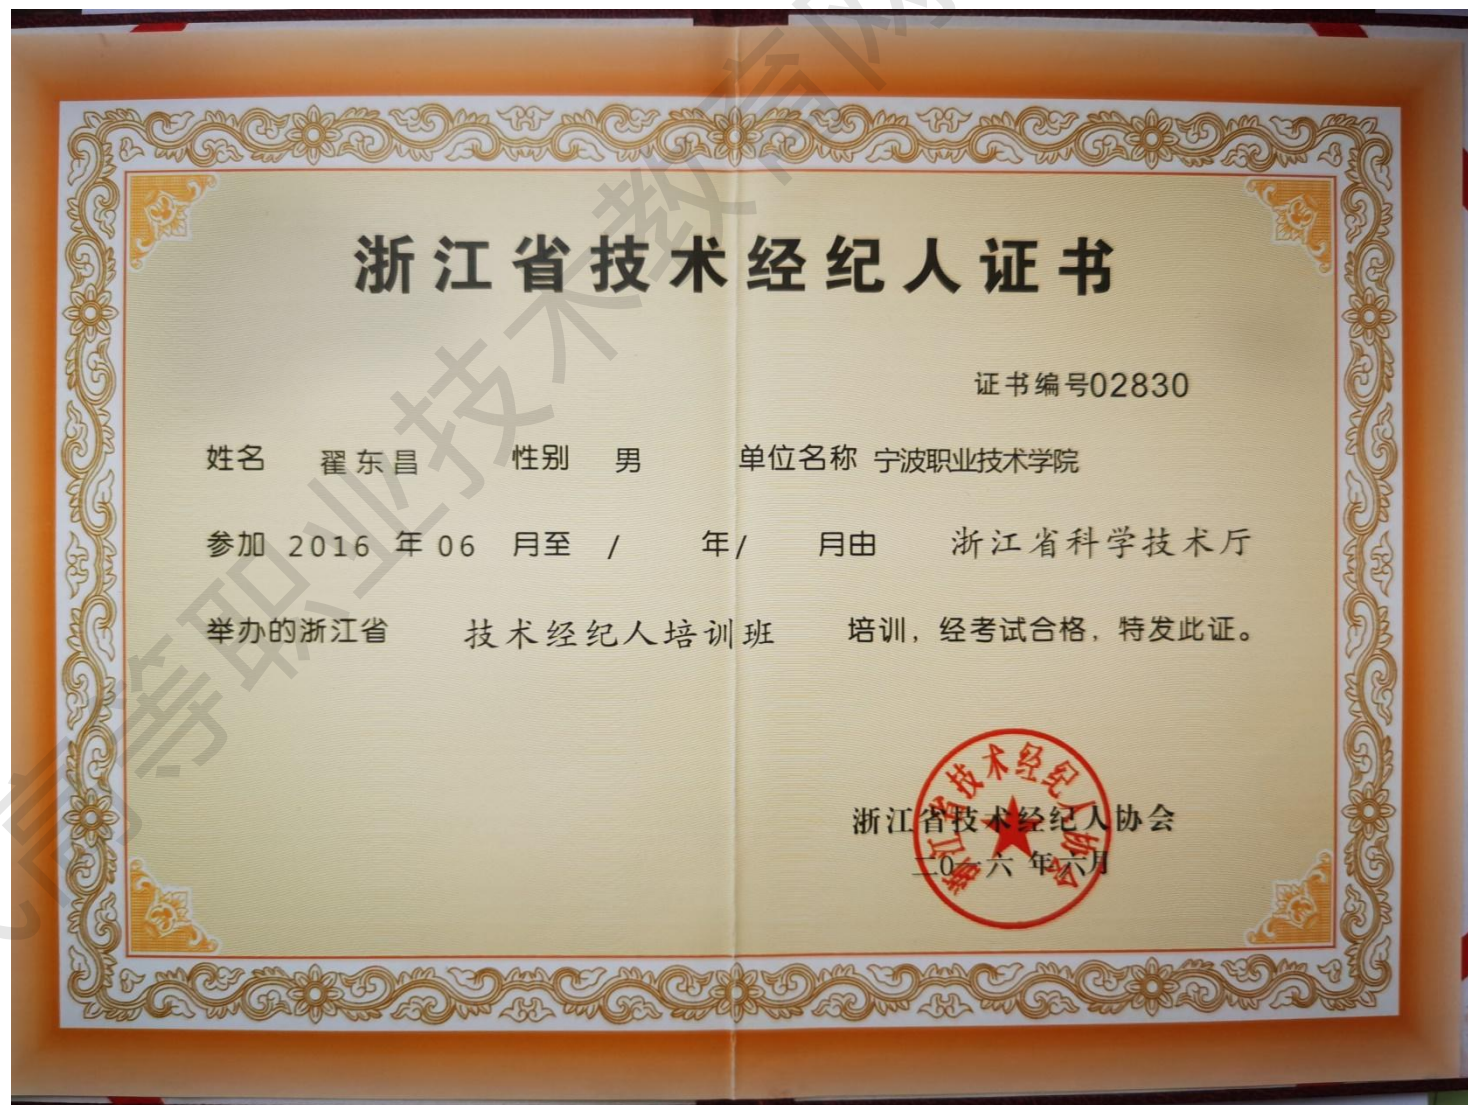 浙江省技术经纪人证书
证书编号02830
姓名 翟东昌 性别 男 单位名称 宁波职业技术学院
参加 2016 年 06 月至 / 年/ 月由 浙江省科学技术厅
举办的浙江省 技术经纪人培训班 培训，经考试合格，特发此证。
浙江省技术经纪人协会
二0一六 年六月
浙江省技术经纪人协会
高等职业技术教育网